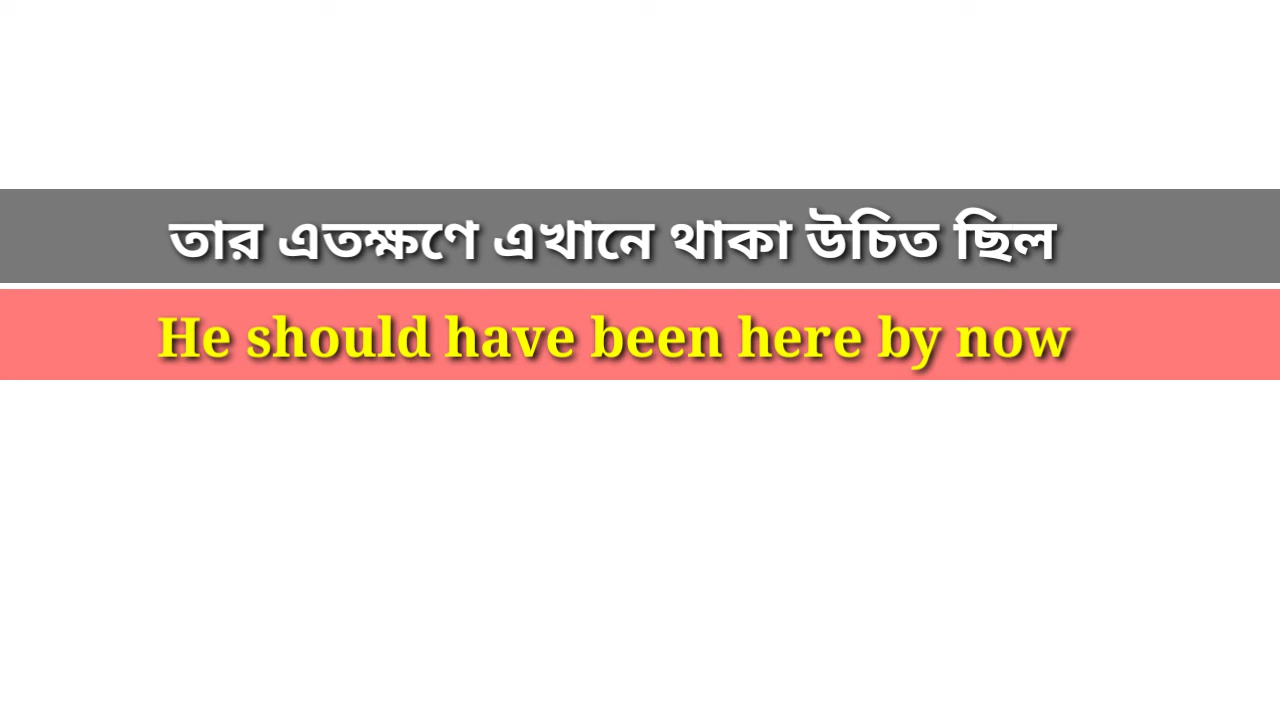 তার এতক্ষণে এখানে থাকা উচিত ছিল
He should have been here by now